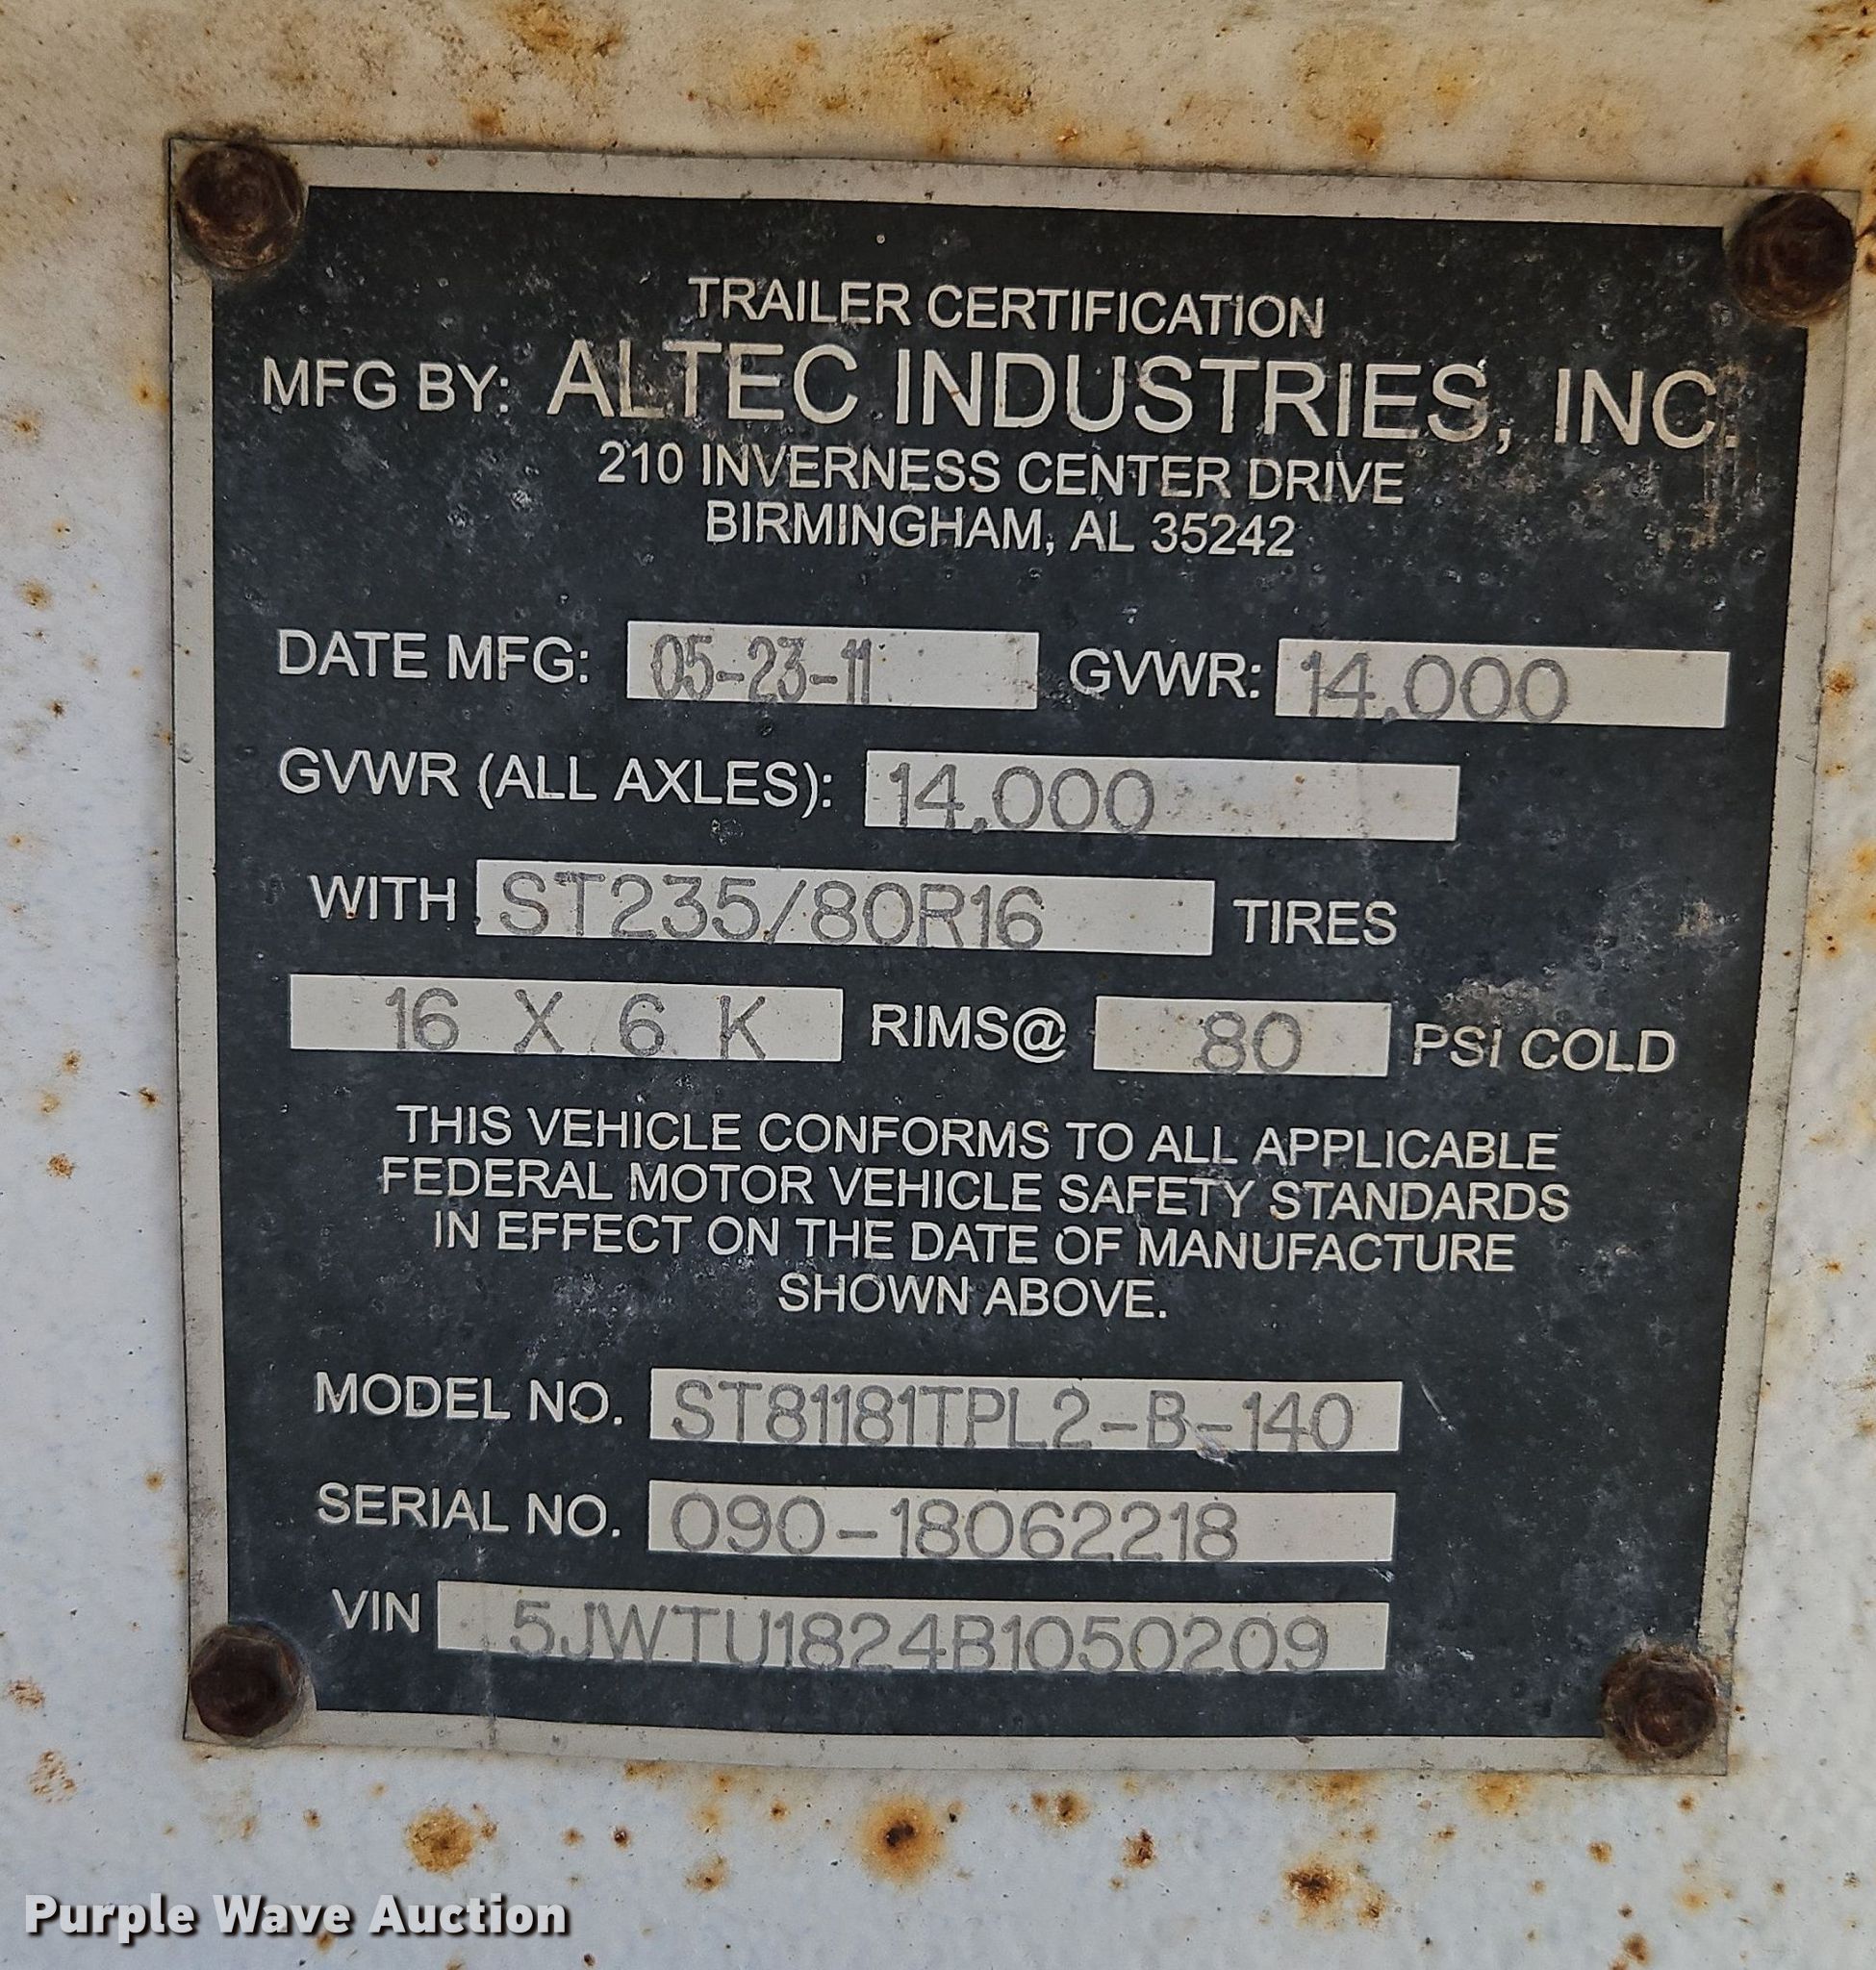 TRAILER CERTIFICATION
MFG BY: ALTEC INDUSTRIES, INC.
210 INVERNESS CENTER DRIVE
BIRMINGHAM, AL 35242
DATE MFG: 05-23-11 GVWR: 14,000
GVWR (ALL AXLES): 14,000
WITH ST235/80R16 TIRES
16 X 6 K RIMS@ 80 PSI COLD
THIS VEHICLE CONFORMS TO ALL APPLICABLE
FEDERAL MOTOR VEHICLE SAFETY STANDARDS
IN EFFECT ON THE DATE OF MANUFACTURE
SHOWN ABOVE.
MODEL NO. ST81181TPL2-B-140
SERIAL NO. 090-18062218
VIN 5JWTU1824B1050209
Purple Wave Auction